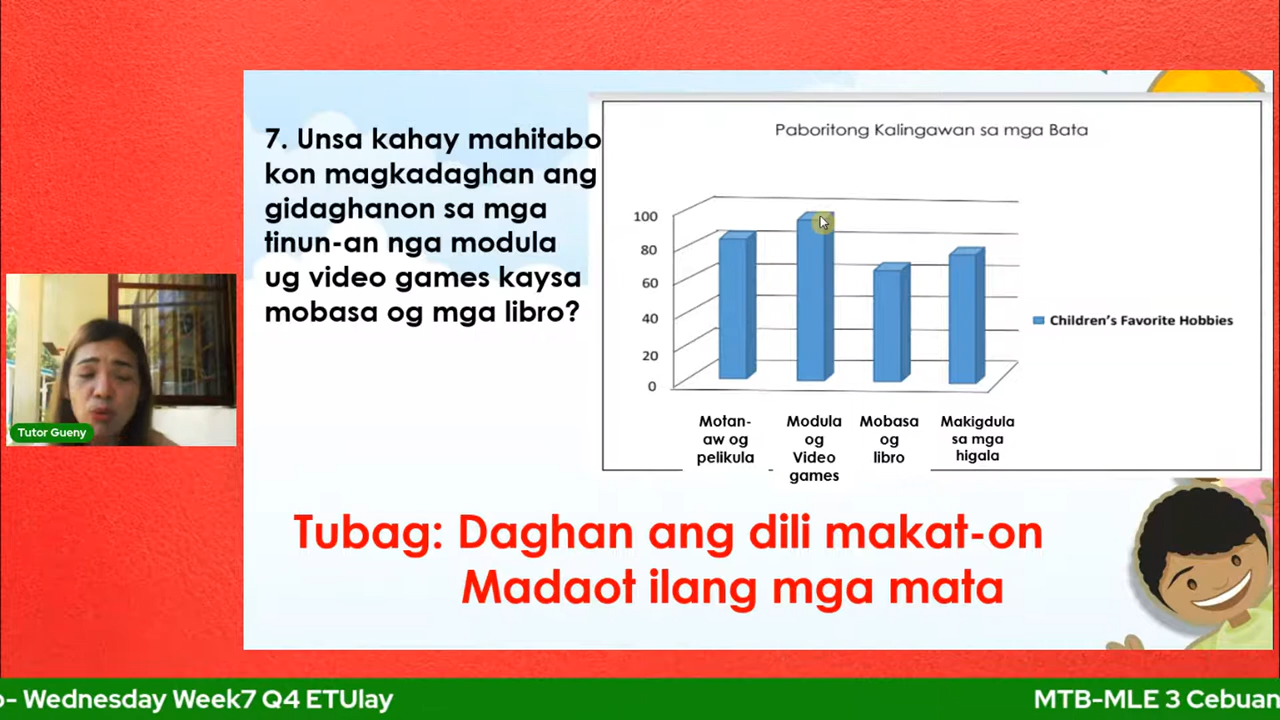 7. Unsa kahay mahitabo
kon magkadaghan ang
gidaghanon sa mga
tinun-an nga modula
ug video games kaysa
mobasa og mga libro?
Paboritong Kalingawan sa mga Bata
100
80
60
40
20
0
Motan-
aw og
pelikula
Modula
og
Video
games
Mobasa
og
libro
Makigdula
sa mga
higala
Children's Favorite Hobbies
Tutor Gueny
Tubag: Daghan ang dili makat-on
Madaot ilang mga mata
o- Wednesday Week7 Q4 ETUlay
MTB-MLE 3 Cebuan